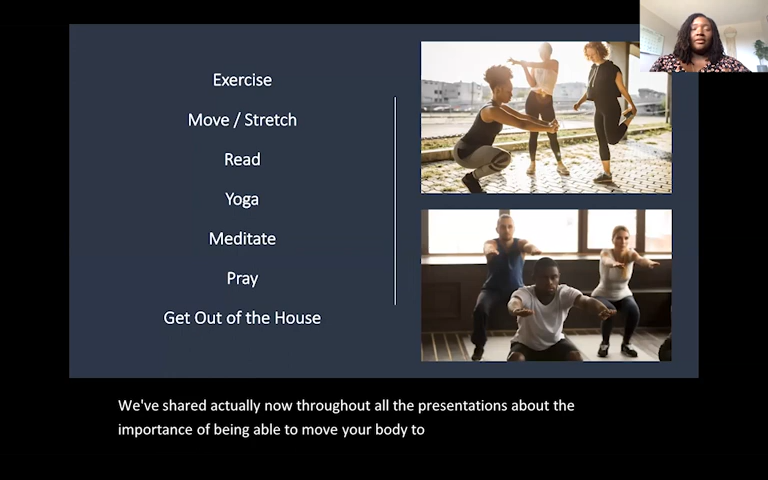 Exercise
Move / Stretch
Read
Yoga
Meditate
Pray
Get Out of the House
We've shared actually now throughout all the presentations about the
importance of being able to move your body to